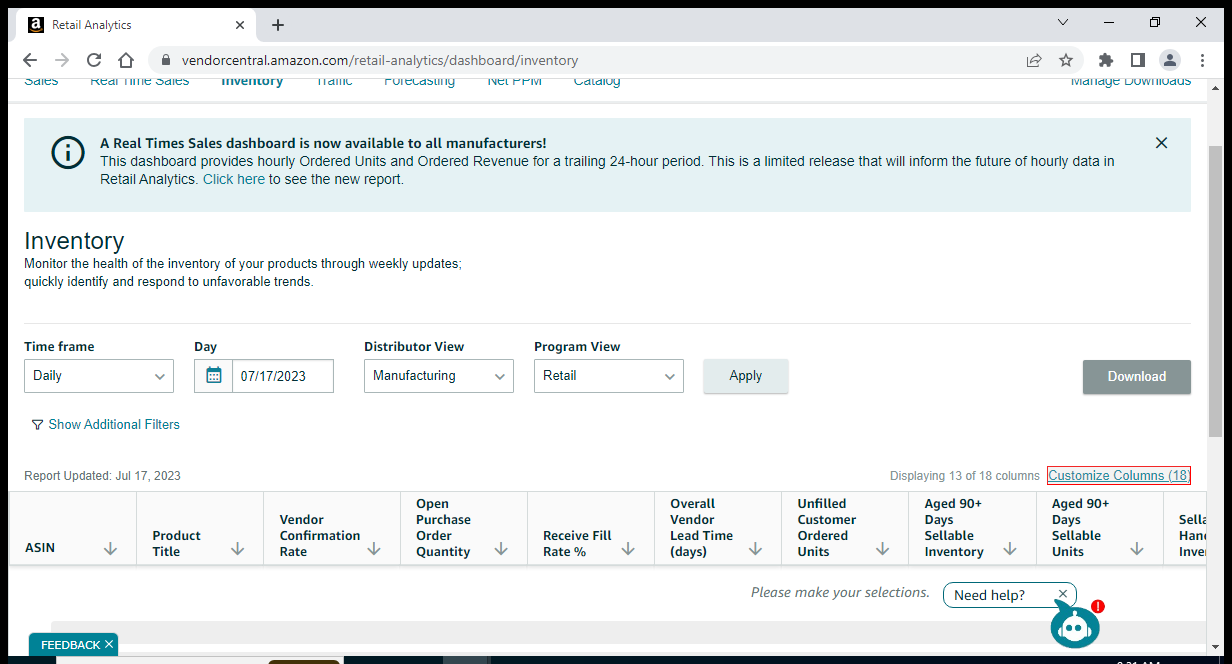 Retail Analytics
vendorcentral.amazon.com/retail-analytics/dashboard/inventory
Sales Real Time Sales Inventory Traffic Forecasting Net PPM Catalog Manage Downloads
A Real Times Sales dashboard is now available to all manufacturers!
This dashboard provides hourly Ordered Units and Ordered Revenue for a trailing 24-hour period. This is a limited release that will inform the future of hourly data in
Retail Analytics. Click here to see the new report.
Inventory
Monitor the health of the inventory of your products through weekly updates;
quickly identify and respond to unfavorable trends.
Time frame Day Distributor View Program View
Daily 07/17/2023 Manufacturing Retail Apply Download
Show Additional Filters
Report Updated: Jul 17, 2023 Displaying 13 of 18 columns Customize Columns (18)
ASIN
Product
Title
Vendor
Confirmation
Rate
Open
Purchase
Order
Quantity
Receive Fill
Rate %
Overall
Vendor
Lead Time
(days)
Unfilled
Customer
Ordered
Units
Aged 90+
Days
Sellable
Inventory
Aged 90+
Days
Sellable
Units
Sella
Hand
Inve
Please make your selections.
Need help?
FEEDBACK